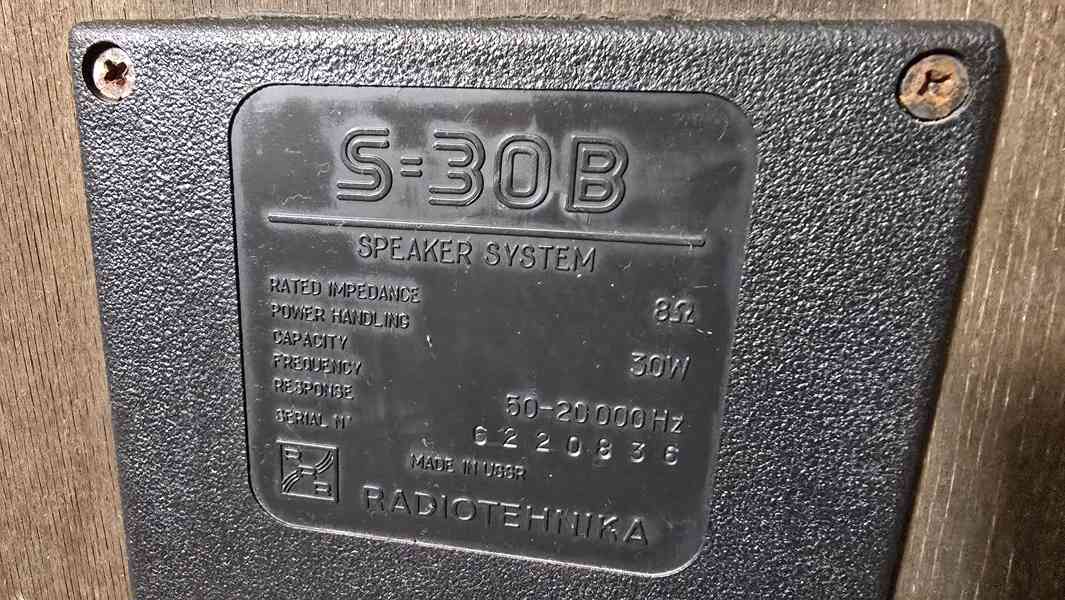 S-30B
SPEAKER SYSTEM
RATED IMPEDANCE 8Ω
POWER HANDLING
CAPACITY 30W
FREQUENCY
RESPONSE 50-20000Hz
SERIAL N° 6220836
MADE IN USSR
RADIOTEHNIKA